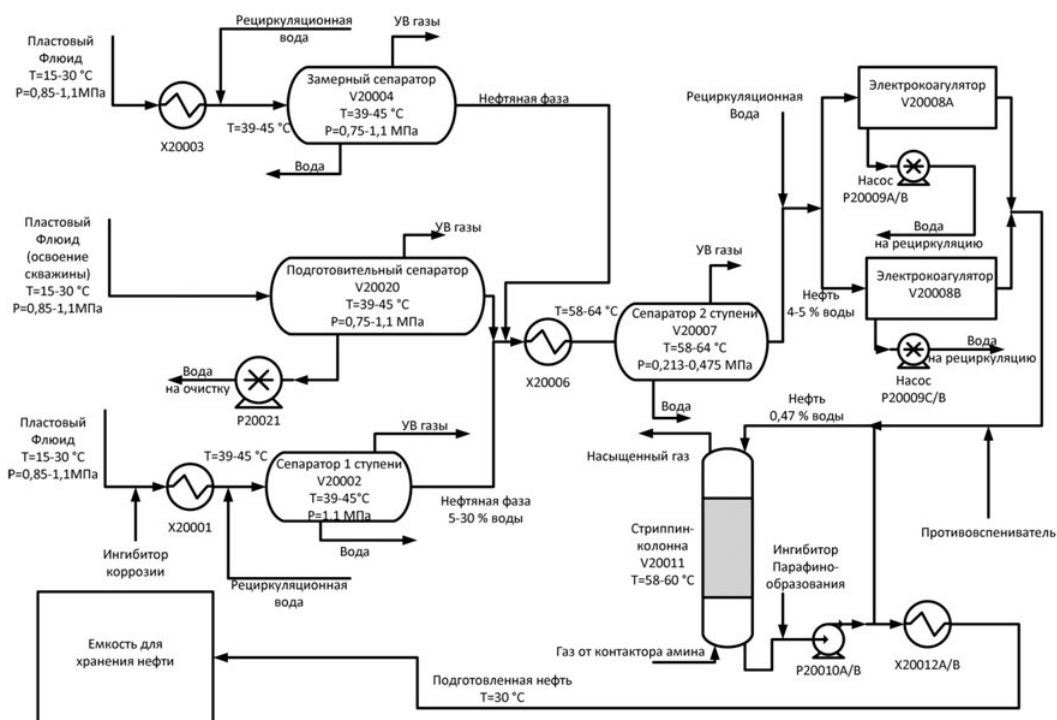 Пластовый
Флюид
T=15-30 °C
P=0,85-1,1МПа
Рециркуляционная
вода
УВ газы
Замерный сепаратор
V20004
T=39-45 °C
P=0,75-1,1 МПа
Нефтяная фаза
T=39-45 °C
X20003
Вода
Рециркуляционная
Вода
Электрокоагулятор
V20008A
Насос
P20009A/B
Вода
на рециркуляцию
Пластовый
Флюид
(освоение
скважины)
T=15-30 °C
P=0,85-1,1МПа
УВ газы
Подготовительный сепаратор
V20020
T=39-45 °C
P=0,75-1,1 МПа
Вода
на очистку
P20021
T=58-64 °C
X20006
УВ газы
Сепаратор 2 ступени
V20007
T=58-64 °C
P=0,213-0,475 МПа
Вода
Нефть
4-5 % воды
Электрокоагулятор
V20008B
Вода
на рециркуляцию
Насос
P20009C/B
Нефть
0,47 % воды
Пластовый
Флюид
T=15-30 °C
P=0,85-1,1МПа
T=39-45 °C
УВ газы
Сепаратор 1 ступени
V20002
T=39-45°C
P=1,1 МПа
X20001
Вода
Нефтяная фаза
5-30 % воды
Ингибитор
коррозии
Рециркуляционная
вода
Насыщенный газ
Стриппин-
колонна
V20011
T=58-60 °C
Ингибитор
Парафино-
образования
Противовспениватель
Газ от контактора амина
P20010A/B
X20012A/B
Емкость для
хранения нефти
Подготовленная нефть
T=30 °C